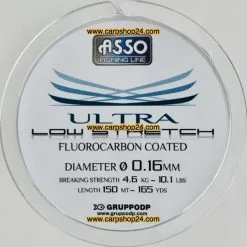 www.carpshop24.com
ASSO
FISHING LINE
www.carpshop24.com
ULTRA
LOW STRETCH
FLUOROCARBON COATED
DIAMETER Ø 0.16MM
BREAKING STRENGTH 4.6 KG - 10.1 LBS
LENGTH 150 MT - 165 YDS
GRUPPODP
www.gruppodp.com
www.carpshop24.com